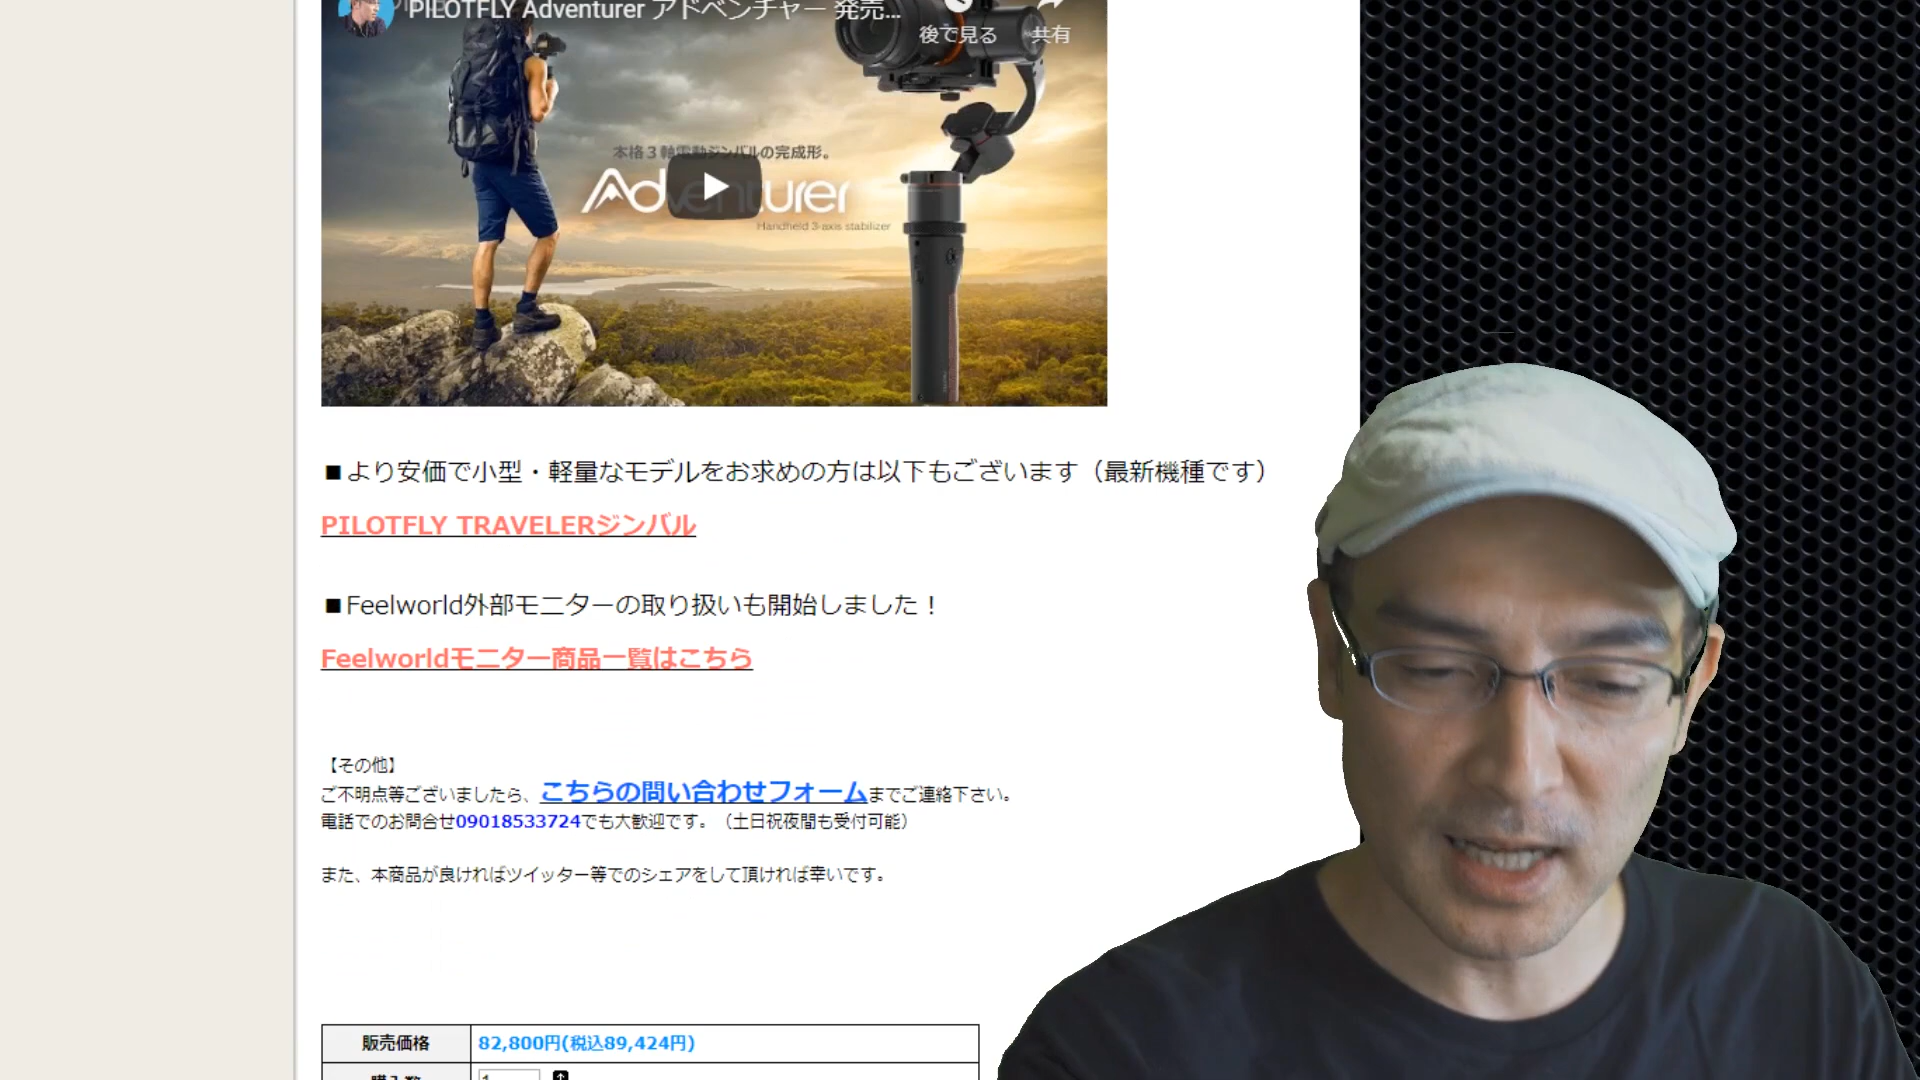 PILOTFLY Adventurer アドベンチャー 発売...
後で見る 共有
本格3軸電動ジンバルの完成形。
Adventurer
Handheld 3-axis stabilizer
■より安価で小型・軽量なモデルをお求めの方は以下もございます（最新機種です）
PILOTFLY TRAVELERジンバル
■Feelworld外部モニターの取り扱いも開始しました！
Feelworldモニター商品一覧はこちら
【その他】
ご不明点等ございましたら、こちらの問い合わせフォームまでご連絡下さい。
電話でのお問合せ09018533724でも大歓迎です。（土日祝夜間も受付可能）
また、本商品が良ければツイッター等でのシェアをして頂ければ幸いです。
販売価格 82,800円(税込89,424円)
購入数 1